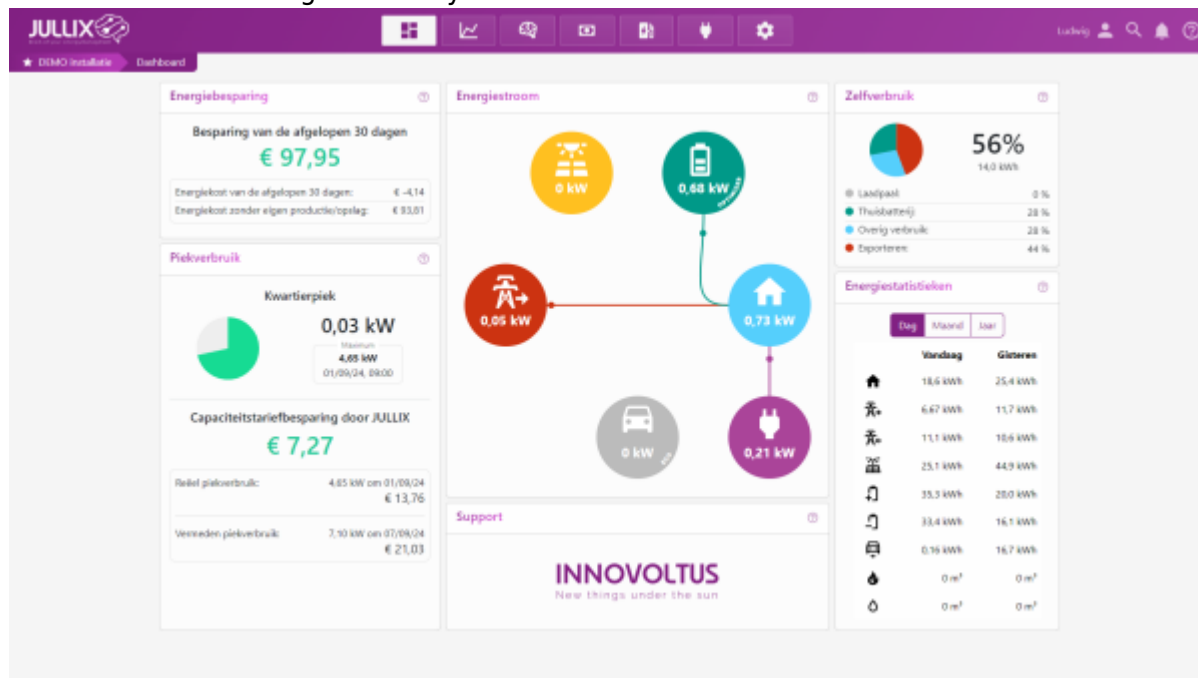 JULLIX
Ludwig
DEMO Installatie
Dashboard
Energiebesparing
Besparing van de afgelopen 30 dagen
€ 97,95
Energiekost van de afgelopen 30 dagen: € -4,14
Energiekost zonder eigen productie/opslag: € 93,81
Piekverbruik
Kwartierpiek
0,03 kW
Maximum
4,65 kW
01/09/24, 09:00
Capaciteitstariefbesparing door JULLIX
€ 7,27
Reëel piekverbruik: 4,65 kW om 01/09/24
€ 13,76
Vermeden piekverbruik: 7,10 kW om 07/09/24
€ 21,03
Energiestroom
0 kW
0,68 kW
OPTIMIZED
0,05 kW
0,73 kW
0 kW
ECO
0,21 kW
Support
INNOVOLTUS
New things under the sun
Zelfverbruik
56%
14,0 kWh
Laadpaal: 0 %
Thuisbatterij: 28 %
Overig verbruik: 28 %
Exporteren: 44 %
Energiestatistieken
Dag Maand Jaar
Vandaag Gisteren
18,6 kWh 25,4 kWh
6,67 kWh 11,7 kWh
11,1 kWh 10,6 kWh
25,1 kWh 44,9 kWh
35,3 kWh 20,0 kWh
33,4 kWh 16,1 kWh
0,16 kWh 16,7 kWh
0 m³ 0 m³
0 m³ 0 m³